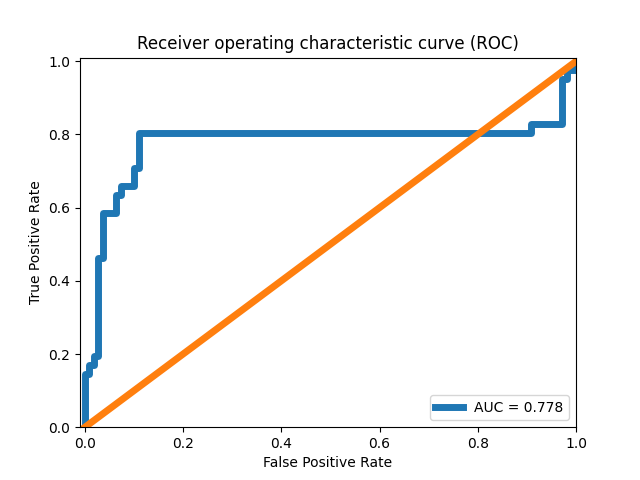 Receiver operating characteristic curve (ROC)
1.0
0.8
0.6
0.4
0.2
0.0
True Positive Rate
AUC = 0.778
0.0 0.2 0.4 0.6 0.8 1.0
False Positive Rate